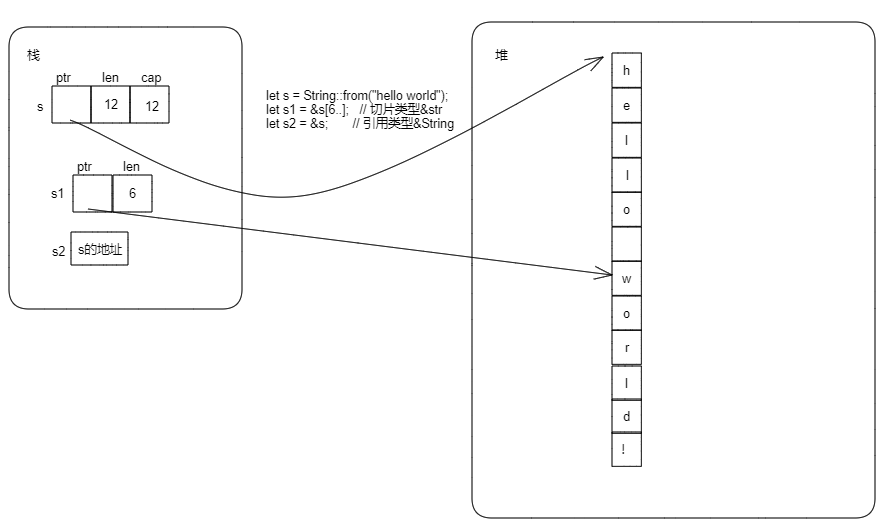 栈
堆
ptr len cap
s 12 12
let s = String::from("hello world");
let s1 = &s[6..]; // 切片类型&str
let s2 = &s; // 引用类型&String
ptr len
s1 6
s2 s的地址
h
e
l
l
o
w
o
r
l
d
!